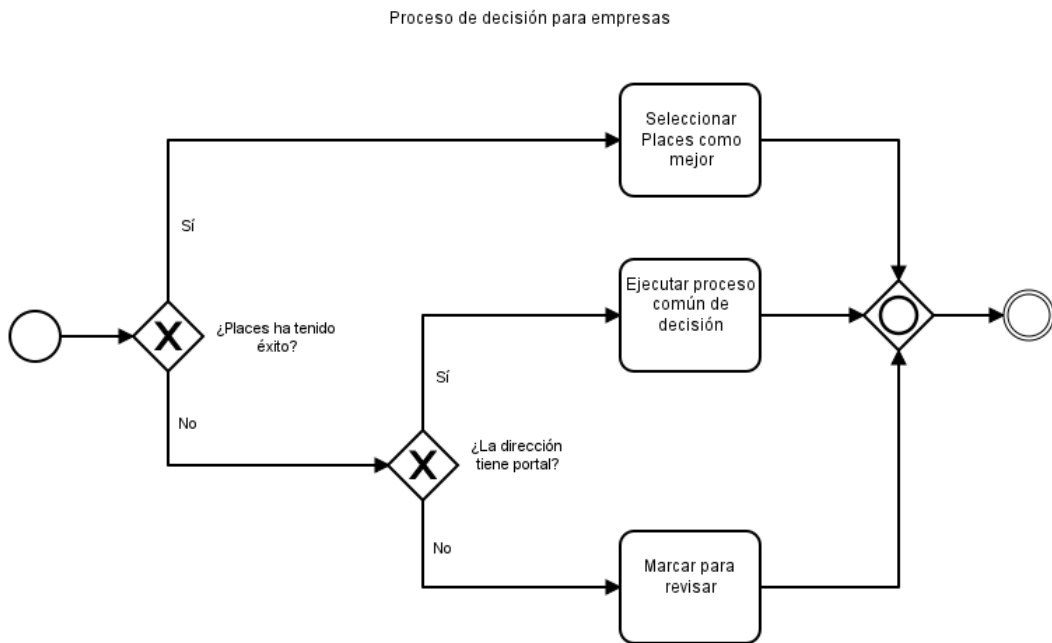 Proceso de decisión para empresas
Seleccionar
Places como
mejor
Sí
¿Places ha tenido
éxito?
Ejecutar proceso
común de
decisión
Sí
No
¿La dirección
tiene portal?
No
Marcar para
revisar